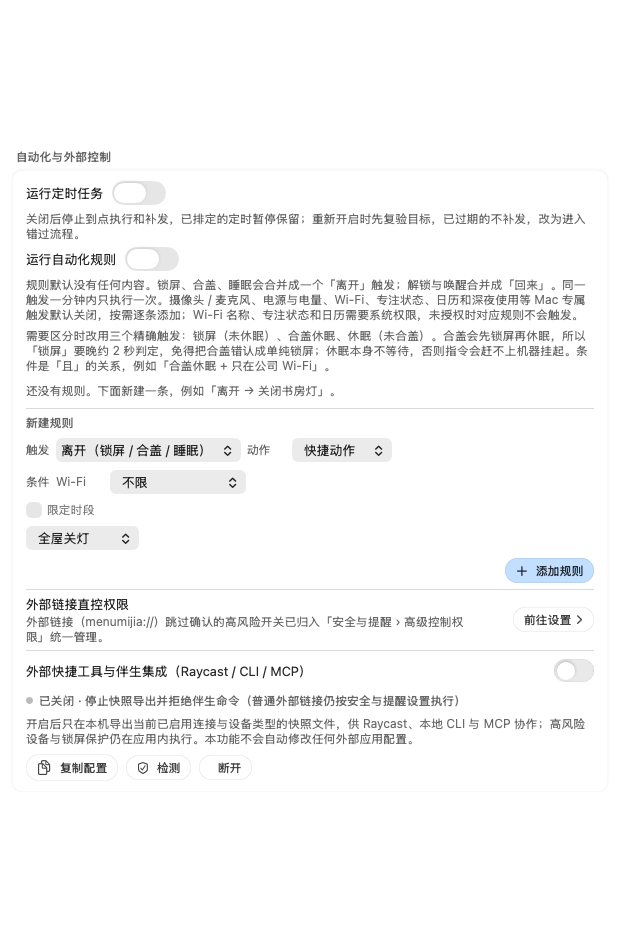 自动化与外部控制
运行定时任务
关闭后停止到点执行和补发，已排定的定时暂停保留；重新开启时先复验目标，已过期的不补发，改为进入
错过流程。
运行自动化规则
规则默认没有任何内容。锁屏、合盖、睡眠会合并成一个「离开」触发；解锁与唤醒合并成「回来」。同一
触发一分钟内只执行一次。摄像头 / 麦克风、电源与电量、Wi-Fi、专注状态、日历和深夜使用等 Mac 专属
触发默认关闭，按需逐条添加；Wi-Fi 名称、专注状态和日历需要系统权限，未授权时对应规则不会触发。
需要区分时改用三个精确触发：锁屏（未休眠）、合盖休眠、休眠（未合盖）。合盖会先锁屏再休眠，所以
「锁屏」要晚约 2 秒判定，免得把合盖错认成单纯锁屏；休眠本身不等待，否则指令会赶不上机器挂起。条
件是「且」的关系，例如「合盖休眠 + 只在公司 Wi-Fi」。
还没有规则。下面新建一条，例如「离开 → 关闭书房灯」。
新建规则
触发 离开（锁屏 / 合盖 / 睡眠） 动作 快捷动作
条件 Wi-Fi 不限
限定时段
全屋关灯
添加规则
外部链接直控权限
外部链接（menumijia://）跳过确认的高风险开关已归入「安全与提醒 › 高级控制权
限」统一管理。
前往设置
外部快捷工具与伴生集成（Raycast / CLI / MCP）
已关闭 · 停止快照导出并拒绝伴生命令（普通外部链接仍按安全与提醒设置执行）
开启后只在本机导出当前已启用连接与设备类型的快照文件，供 Raycast、本地 CLI 与 MCP 协作；高风险
设备与锁屏保护仍在应用内执行。本功能不会自动修改任何外部应用配置。
复制配置 检测 断开